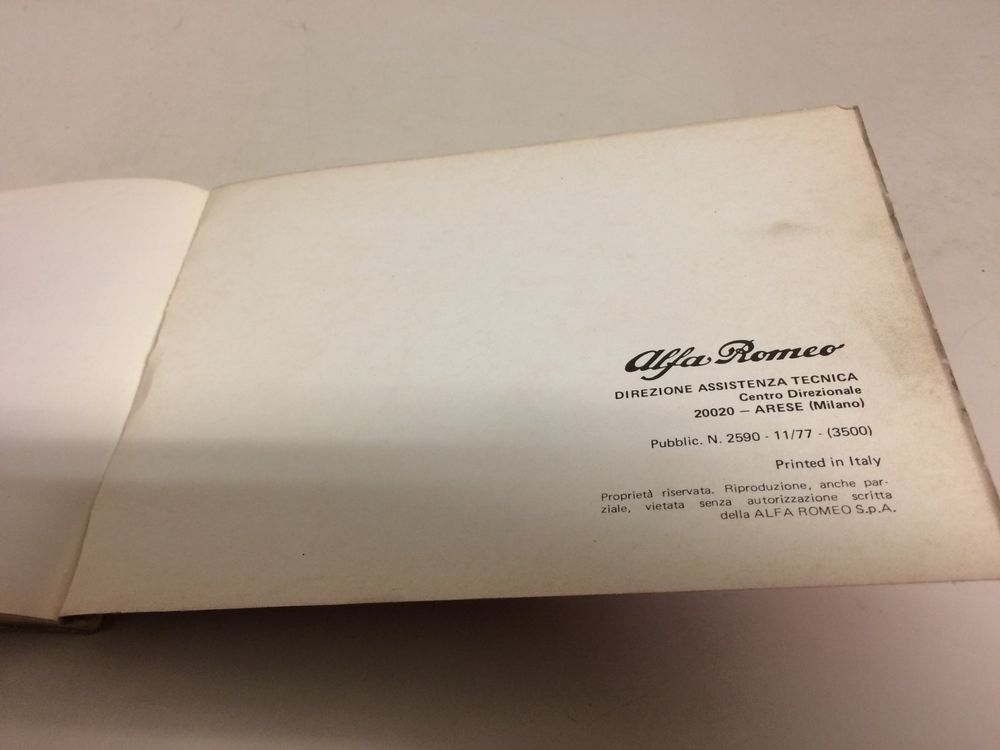 Alfa Romeo
DIREZIONE ASSISTENZA TECNICA
Centro Direzionale
20020 — ARESE (Milano)
Pubblic. N. 2590 - 11/77 - (3500)
Printed in Italy
Proprietà riservata. Riproduzione, anche par-
ziale, vietata senza autorizzazione scritta
della ALFA ROMEO S.p.A.